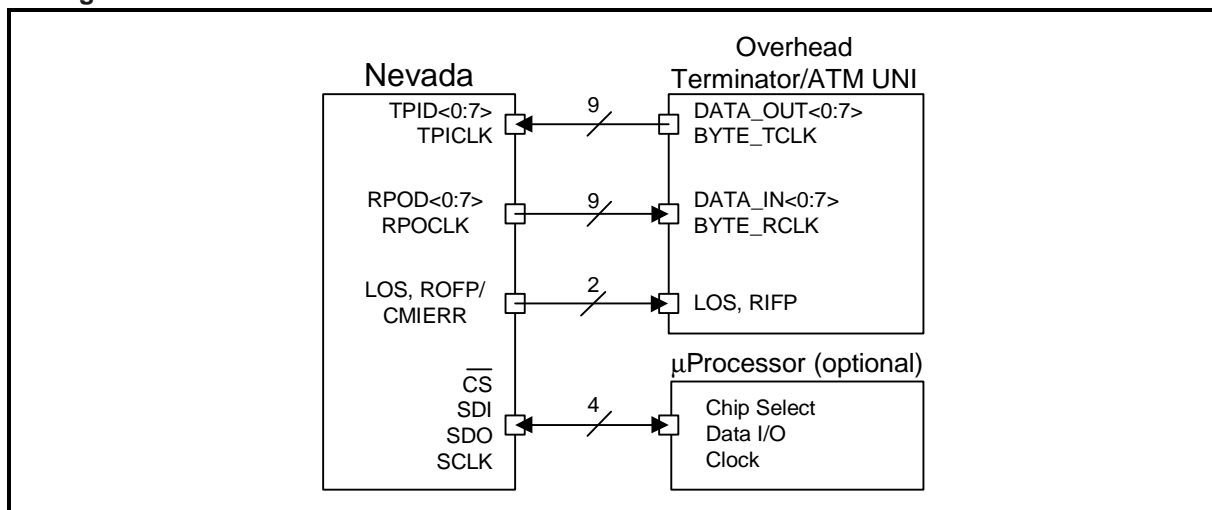 Nevada
Overhead
Terminator/ATM UNI
TPID<0:7>
TPICLK
9
DATA_OUT<0:7>
BYTE_TCLK
RPOD<0:7>
RPOCLK
9
DATA_IN<0:7>
BYTE_RCLK
LOS, ROFP/
CMIERR
2
LOS, RIFP
μProcessor (optional)
CS
SDI
SDO
SCLK
4
Chip Select
Data I/O
Clock